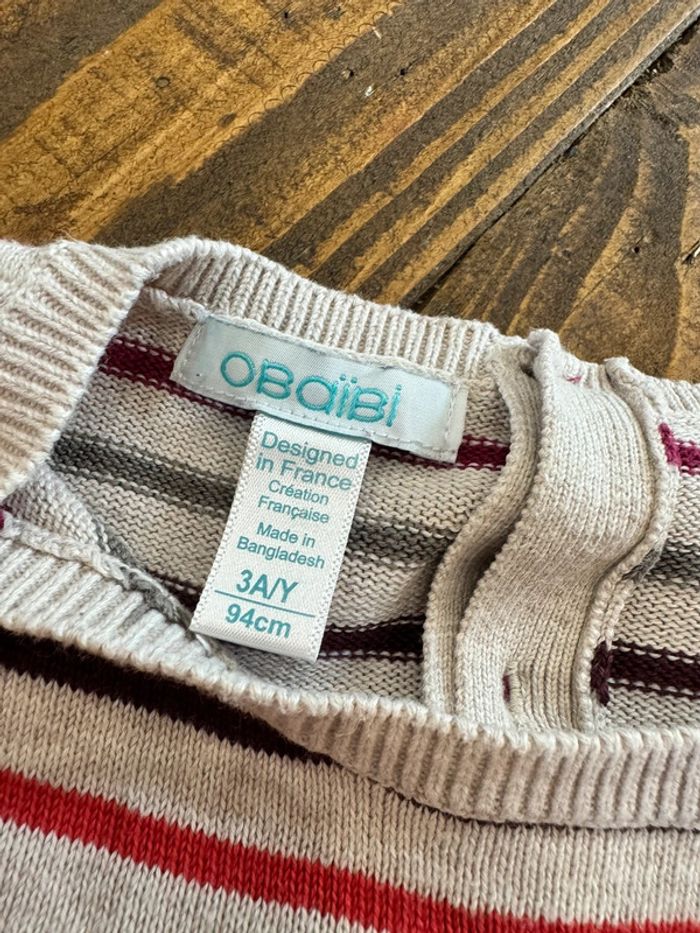 OBaïBi
Designed
in France
Création
Française
Made in
Bangladesh
3A/Y
94cm